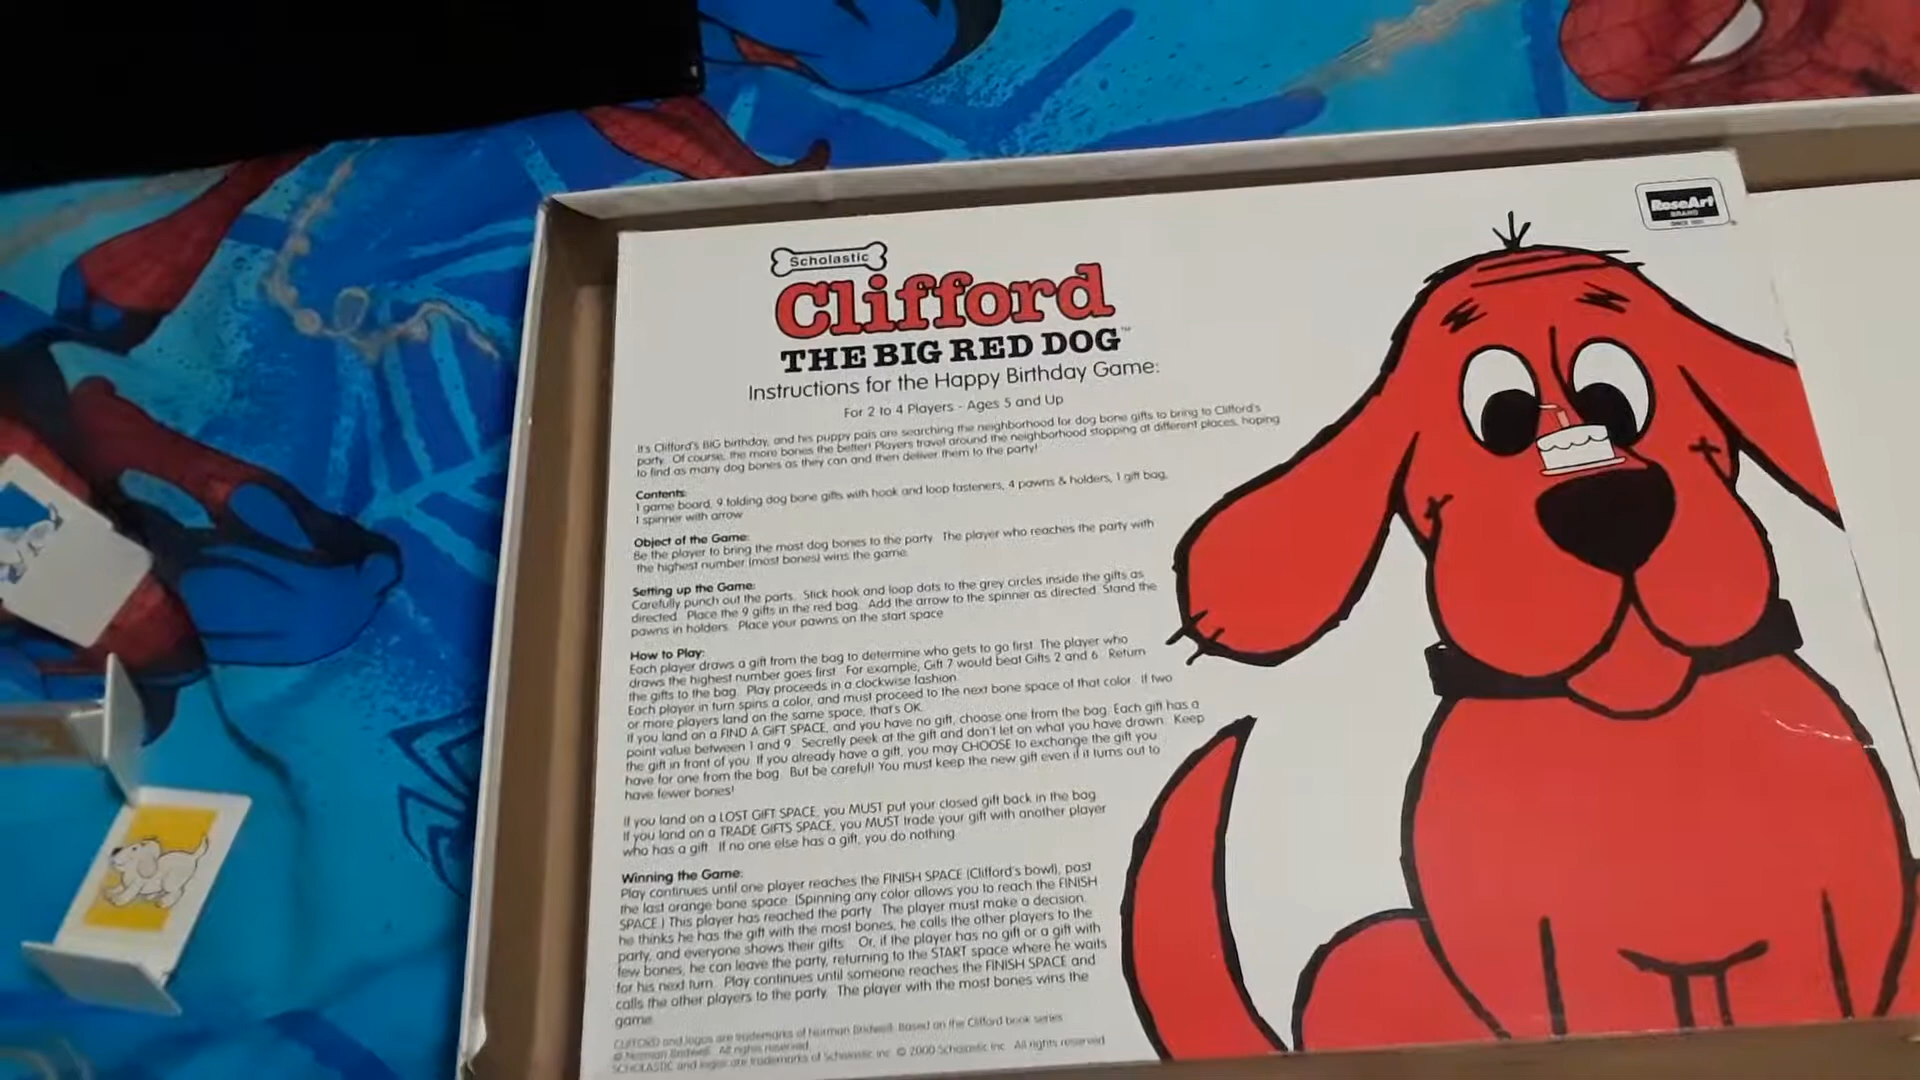 Scholastic
RoseArt
BRAND
Clifford
THE BIG RED DOG™
Instructions for the Happy Birthday Game:
For 2 to 4 Players - Ages 5 and Up
It's Clifford's BIG birthday, and his puppy pals are searching the neighborhood for dog bone gifts to bring to Clifford's
party. Of course, the more bones the better! Players travel around the neighborhood stopping at different places, hoping
to find as many dog bones as they can and then deliver them to the party!
Contents:
1 game board, 9 folding dog bone gifts with hook and loop fasteners, 4 pawns & holders, 1 gift bag,
1 spinner with arrow
Object of the Game:
Be the player to bring the most dog bones to the party. The player who reaches the party with
the highest number (most bones) wins the game.
Setting up the Game:
Carefully punch out the parts. Stick hook and loop dots to the grey circles inside the gifts as
directed. Place the 9 gifts in the red bag. Add the arrow to the spinner as directed. Stand the
pawns in holders. Place your pawns on the start space
How to Play:
Each player draws a gift from the bag to determine who gets to go first. The player who
draws the highest number goes first. For example, Gift 7 would beat Gifts 2 and 6. Return
the gifts to the bag. Play proceeds in a clockwise fashion.
Each player in turn spins a color, and must proceed to the next bone space of that color. If two
or more players land on the same space, that's OK.
If you land on a FIND A GIFT SPACE, and you have no gift, choose one from the bag. Each gift has a
point value between 1 and 9. Secretly peek at the gift and don't let on what you have drawn. Keep
the gift in front of you. If you already have a gift, you may CHOOSE to exchange the gift you
have for one from the bag. But be careful! You must keep the new gift even if it turns out to
have fewer bones!
If you land on a LOST GIFT SPACE, you MUST put your closed gift back in the bag.
If you land on a TRADE GIFTS SPACE, you MUST trade your gift with another player
who has a gift. If no one else has a gift, you do nothing.
Winning the Game:
Play continues until one player reaches the FINISH SPACE (Clifford's bowl), past
the last orange bone space. (Spinning any color allows you to reach the FINISH
SPACE.) This player has reached the party. The player must make a decision.
he thinks he has the gift with the most bones, he calls the other players to the
party, and everyone shows their gifts. Or, if the player has no gift or a gift with
few bones, he can leave the party, returning to the START space where he waits
for his next turn. Play continues until someone reaches the FINISH SPACE and
calls the other players to the party. The player with the most bones wins the
game.
CLIFFORD and logos are trademarks of Norman Bridwell. Based on the Clifford book series
© Norman Bridwell. All rights reserved.
SCHOLASTIC and logos are trademarks of Scholastic Inc. © 2000 Scholastic Inc. All rights reserved